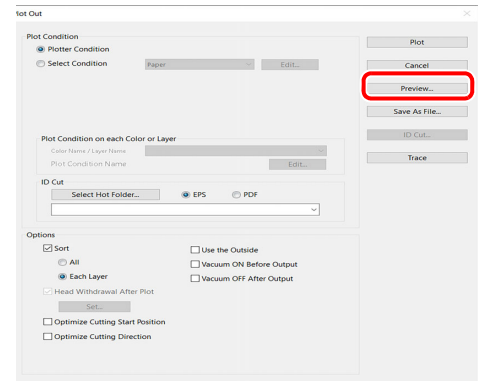 Plot Out
Plot Condition
Plotter Condition
Select Condition
Paper
Edit...
Plot Condition on each Color or Layer
Color Name / Layer Name
Plot Condition Name
Edit...
ID Cut
Select Hot Folder...
EPS
PDF
Options
Sort
All
Each Layer
Head Withdrawal After Plot
Set...
Optimize Cutting Start Position
Optimize Cutting Direction
Use the Outside
Vacuum ON Before Output
Vacuum OFF After Output
Plot
Cancel
Preview...
Save As File...
ID Cut...
Trace